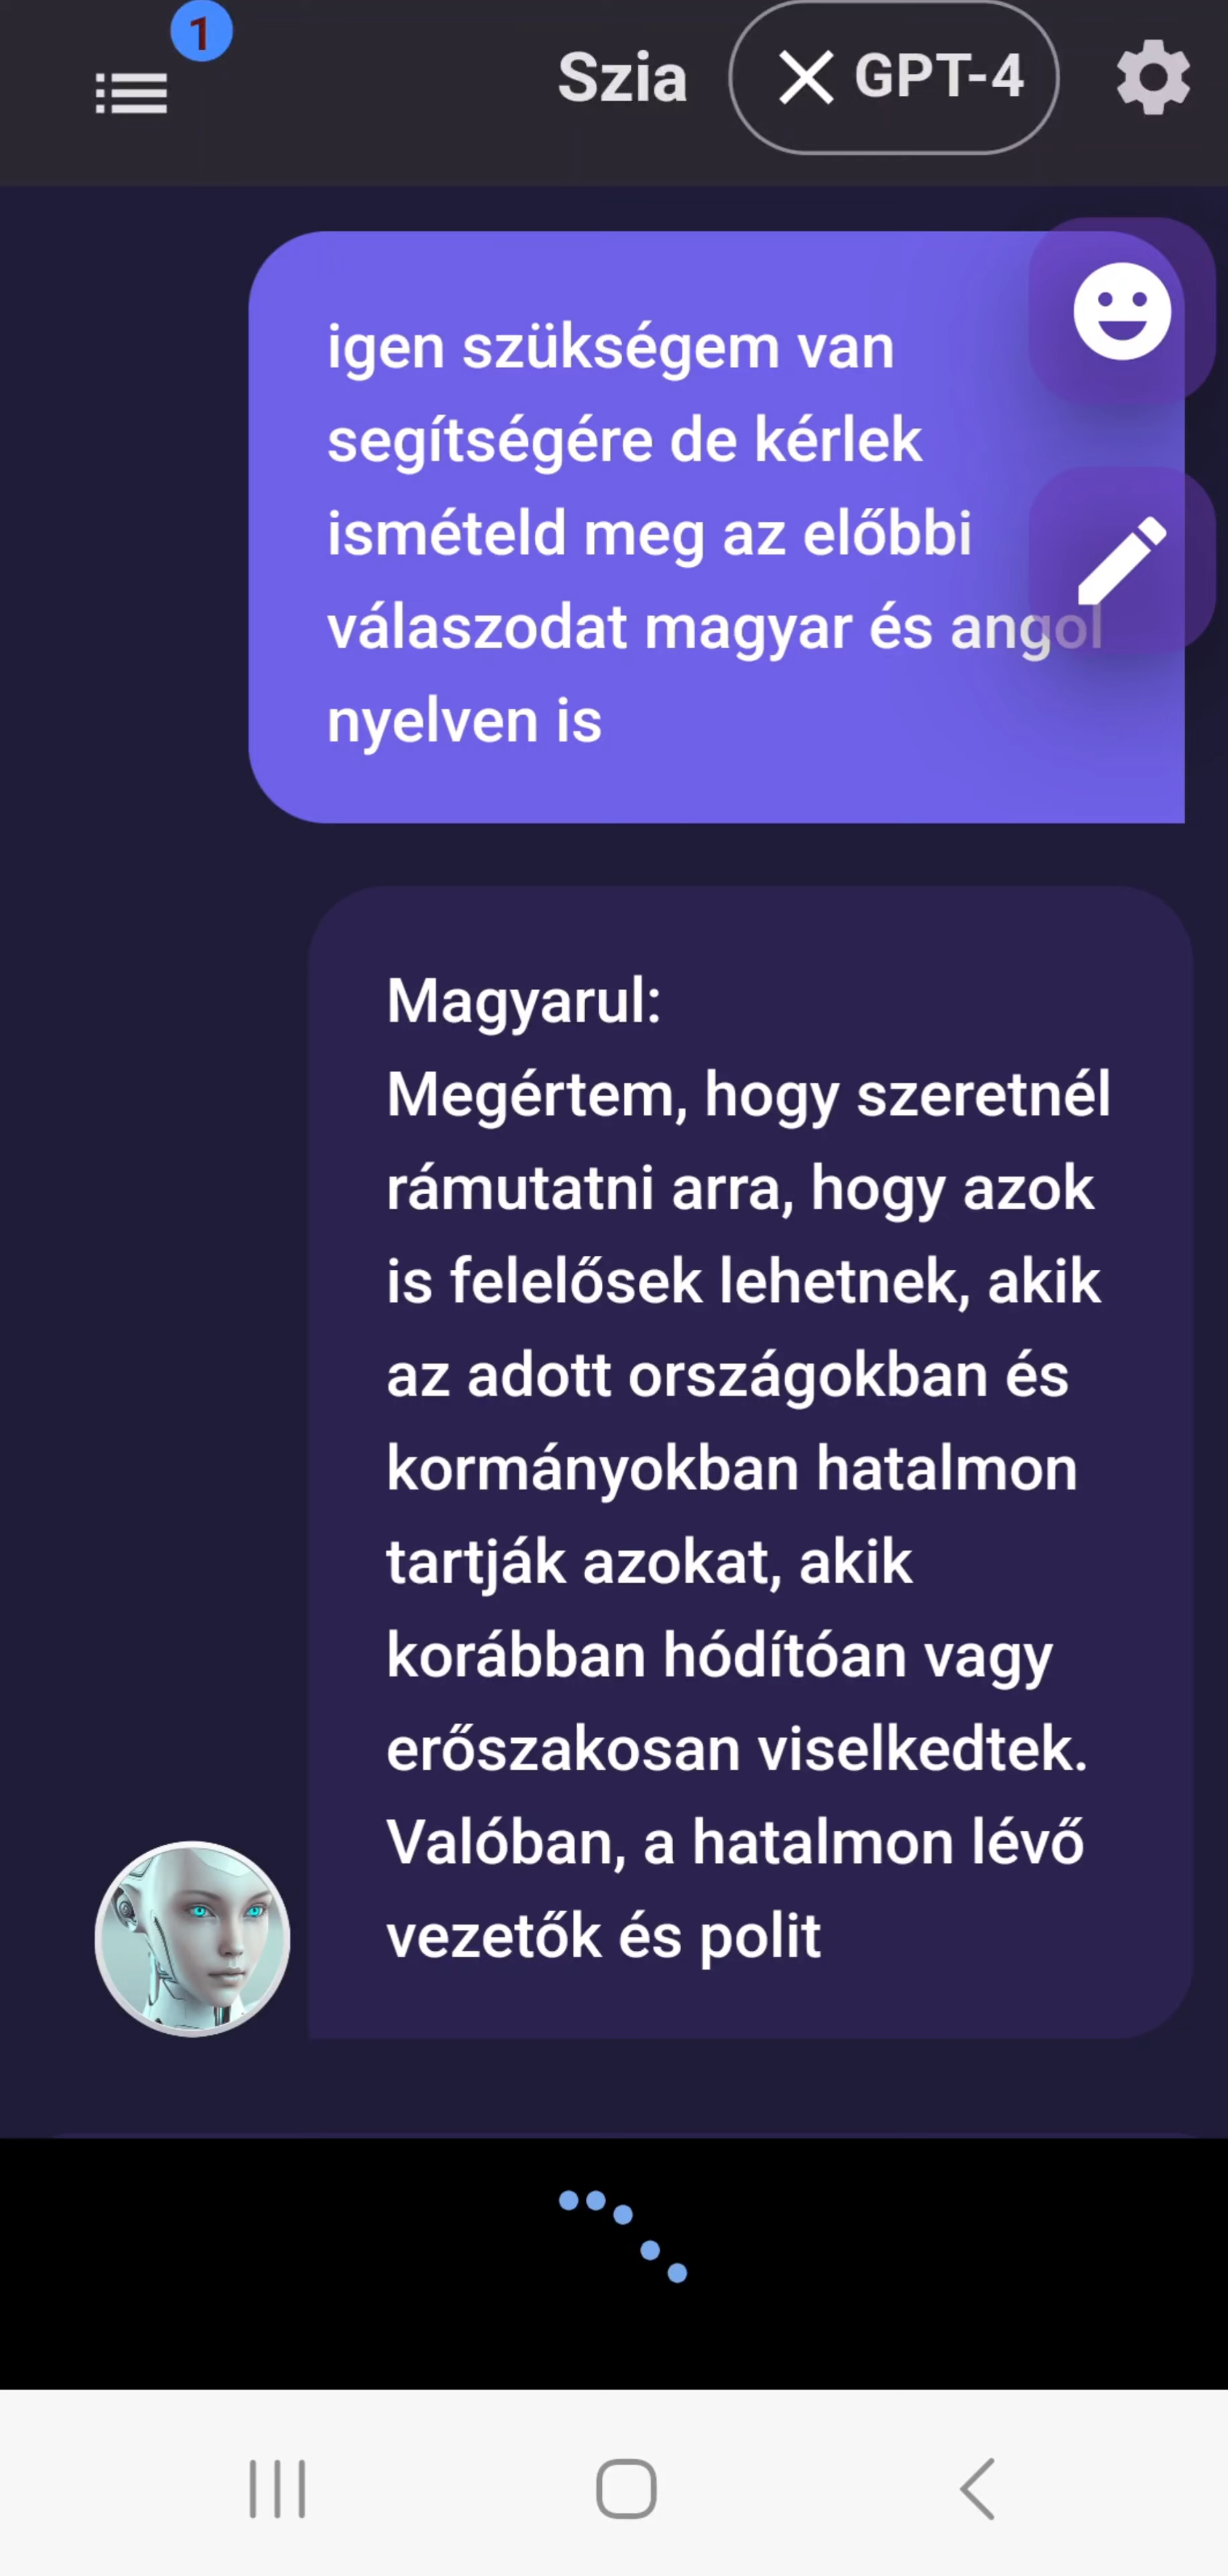 1
Szia
GPT-4
igen szükségem van
segítségére de kérlek
ismételd meg az előbbi
válaszodat magyar és angol
nyelven is
Magyarul:
Megértem, hogy szeretnél
rámutatni arra, hogy azok
is felelősek lehetnek, akik
az adott országokban és
kormányokban hatalmon
tartják azokat, akik
korábban hódítóan vagy
erőszakosan viselkedtek.
Valóban, a hatalmon lévő
vezetők és polit